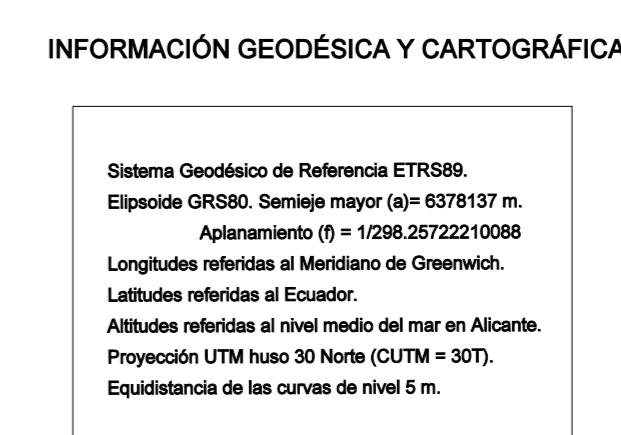 INFORMACIÓN GEODÉSICA Y CARTOGRÁFICA
Sistema Geodésico de Referencia ETRS89.
Elipsoide GRS80. Semieje mayor (a)= 6378137 m.
Aplanamiento (f) = 1/298.25722210088
Longitudes referidas al Meridiano de Greenwich.
Latitudes referidas al Ecuador.
Altitudes referidas al nivel medio del mar en Alicante.
Proyección UTM huso 30 Norte (CUTM = 30T).
Equidistancia de las curvas de nivel 5 m.